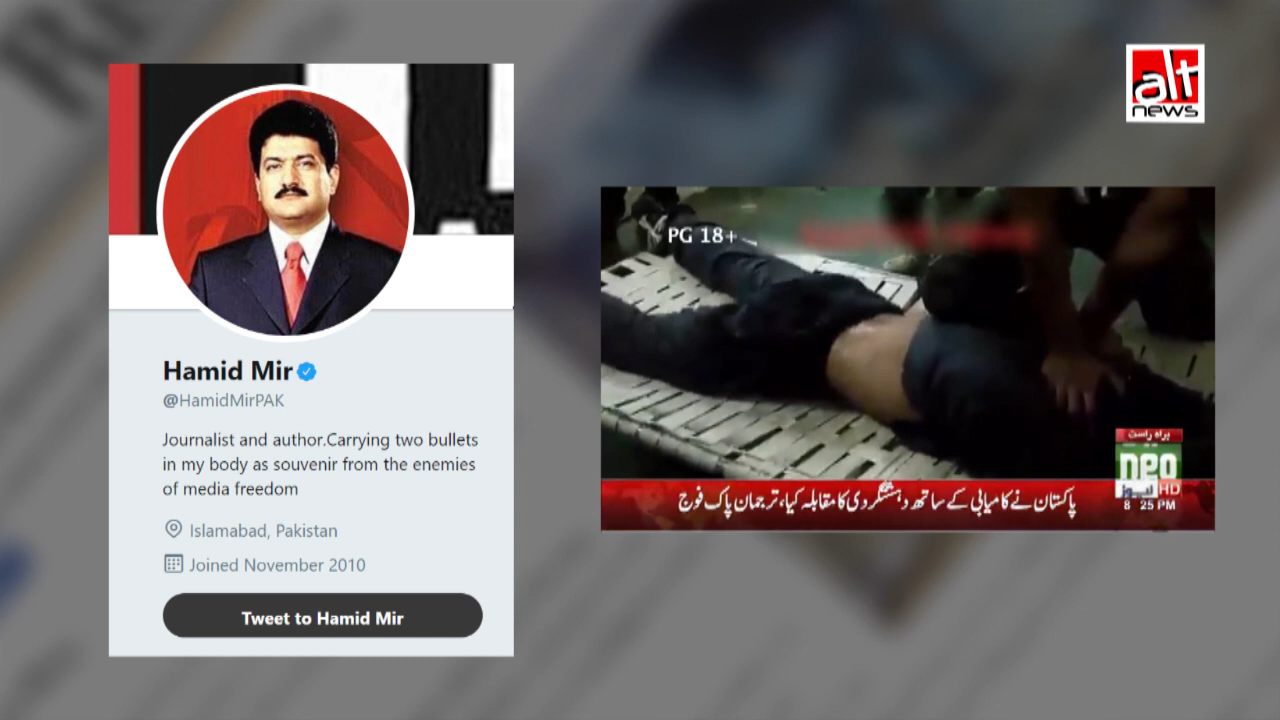 alt
news
Hamid Mir
@HamidMirPAK
Journalist and author.Carrying two bullets
in my body as souvenir from the enemies
of media freedom
Islamabad, Pakistan
Joined November 2010
Tweet to Hamid Mir
PG 18+
براہِ راست
neo
نیوز HD
8 25 PM
پاکستان نے کامیابی کے ساتھ دہشتگردی کا مقابلہ کیا، ترجمان پاک فوج